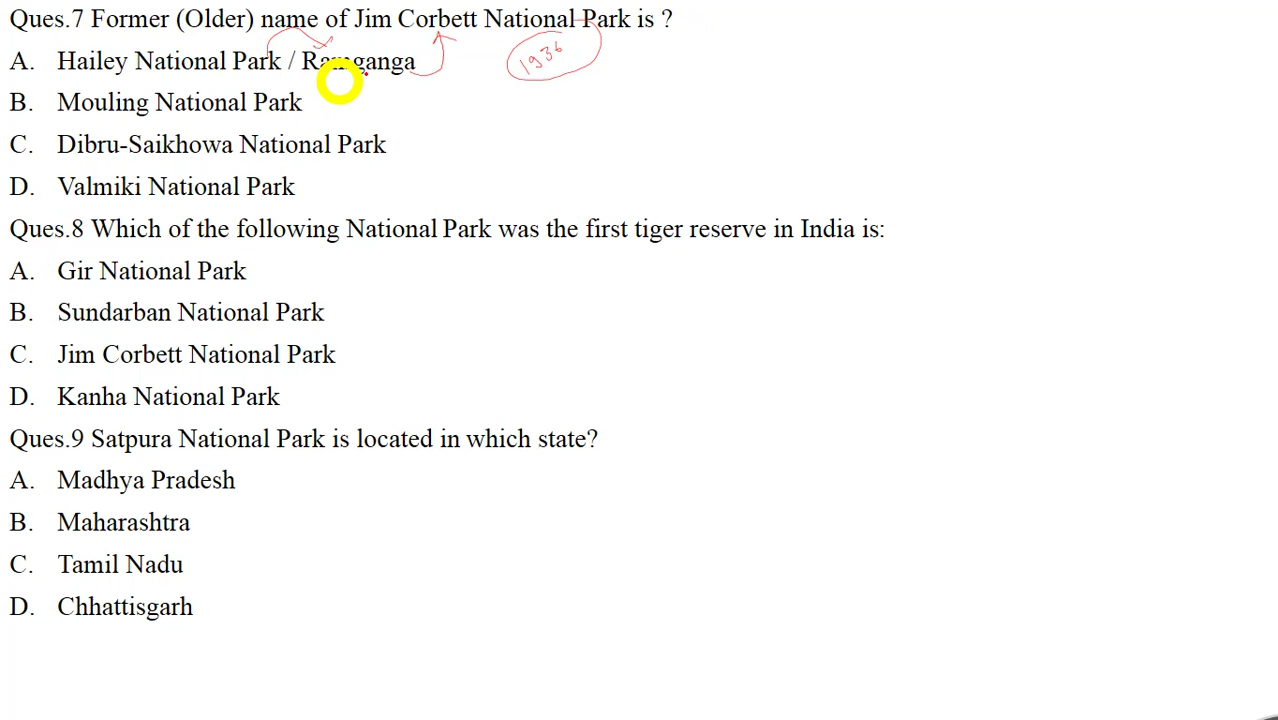 Ques.7 Former (Older) name of Jim Corbett National Park is ?
A. Hailey National Park / Ramganga
1936
B. Mouling National Park
C. Dibru-Saikhowa National Park
D. Valmiki National Park
Ques.8 Which of the following National Park was the first tiger reserve in India is:
A. Gir National Park
B. Sundarban National Park
C. Jim Corbett National Park
D. Kanha National Park
Ques.9 Satpura National Park is located in which state?
A. Madhya Pradesh
B. Maharashtra
C. Tamil Nadu
D. Chhattisgarh